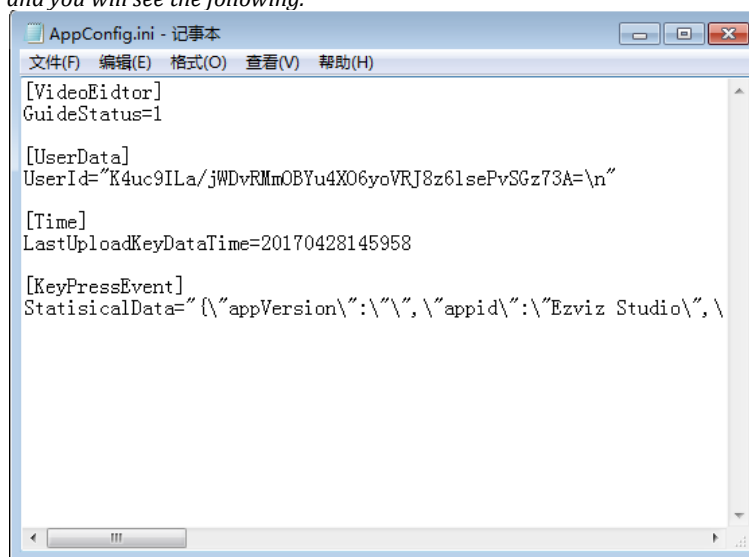 and you will see the following.
AppConfig.ini - 记事本
文件(F) 编辑(E) 格式(O) 查看(V) 帮助(H)
[VideoEidtor]
GuideStatus=1
[UserData]
UserId="K4uc9ILa/jWDvRMmOBYu4XO6yoVRJ8z6lsePvSGz73A=\n"
[Time]
LastUploadKeyDataTime=20170428145958
[KeyPressEvent]
StatisicalData="{\"appVersion\":\"\",\"appid\":\"Ezviz Studio\",\